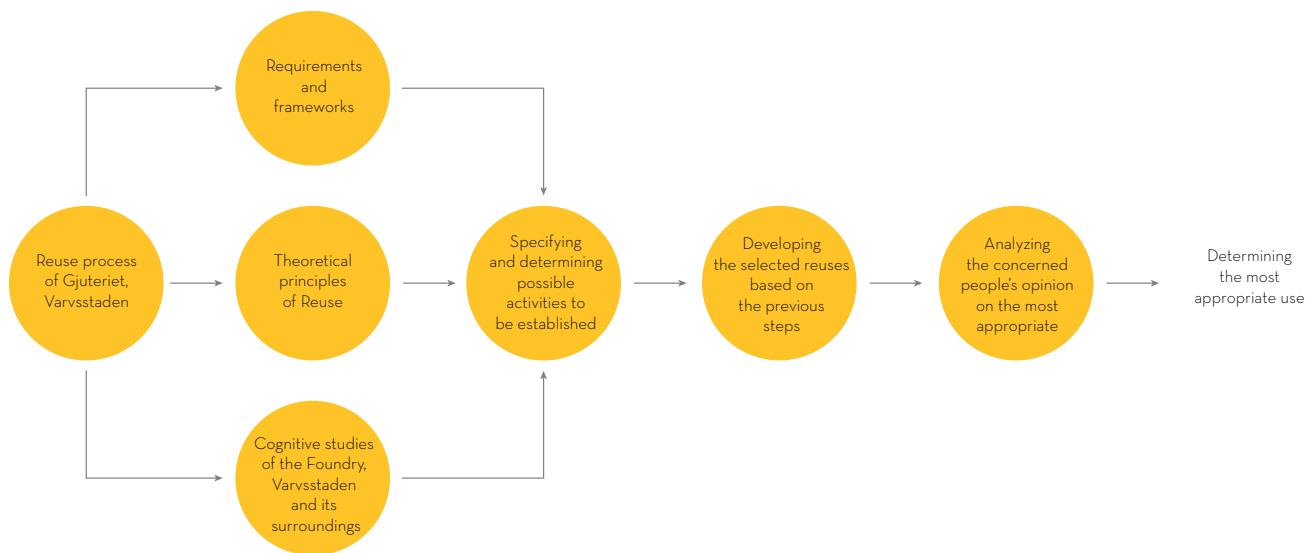 Requirements
and
frameworks
Reuse process
of Gjuteriet,
Varvsstaden
Theoretical
principles
of Reuse
Cognitive studies
of the Foundry,
Varvsstaden
and its
surroundings
Specifying
and determining
possible
activities to
be established
Developing
the selected reuses
based on
the previous
steps
Analyzing
the concerned
people's opinion
on the most
appropriate
Determining
the most
appropriate use